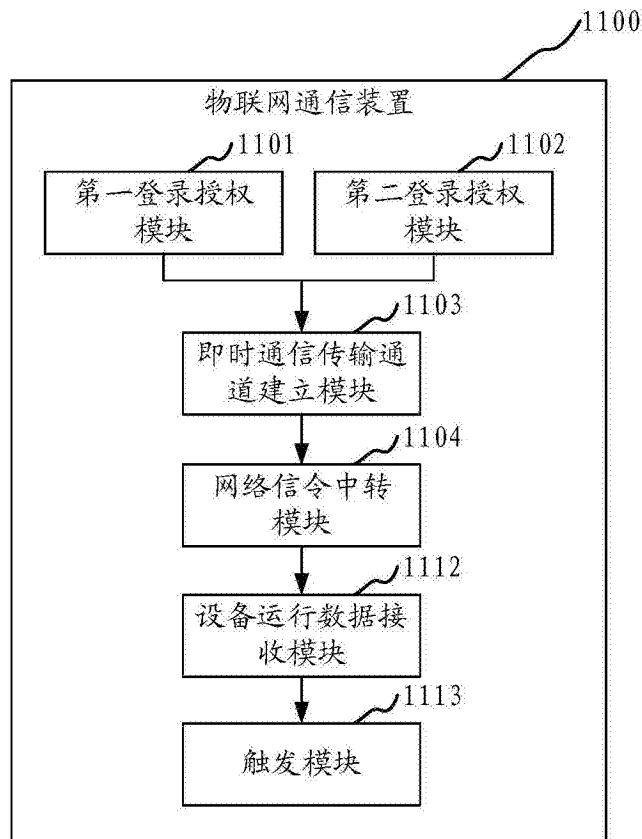 1100
物联网通信装置
1101
1102
第一登录授权
模块
第二登录授权
模块
1103
即时通信传输通
道建立模块
1104
网络信令中转
模块
1112
设备运行数据接
收模块
1113
触发模块